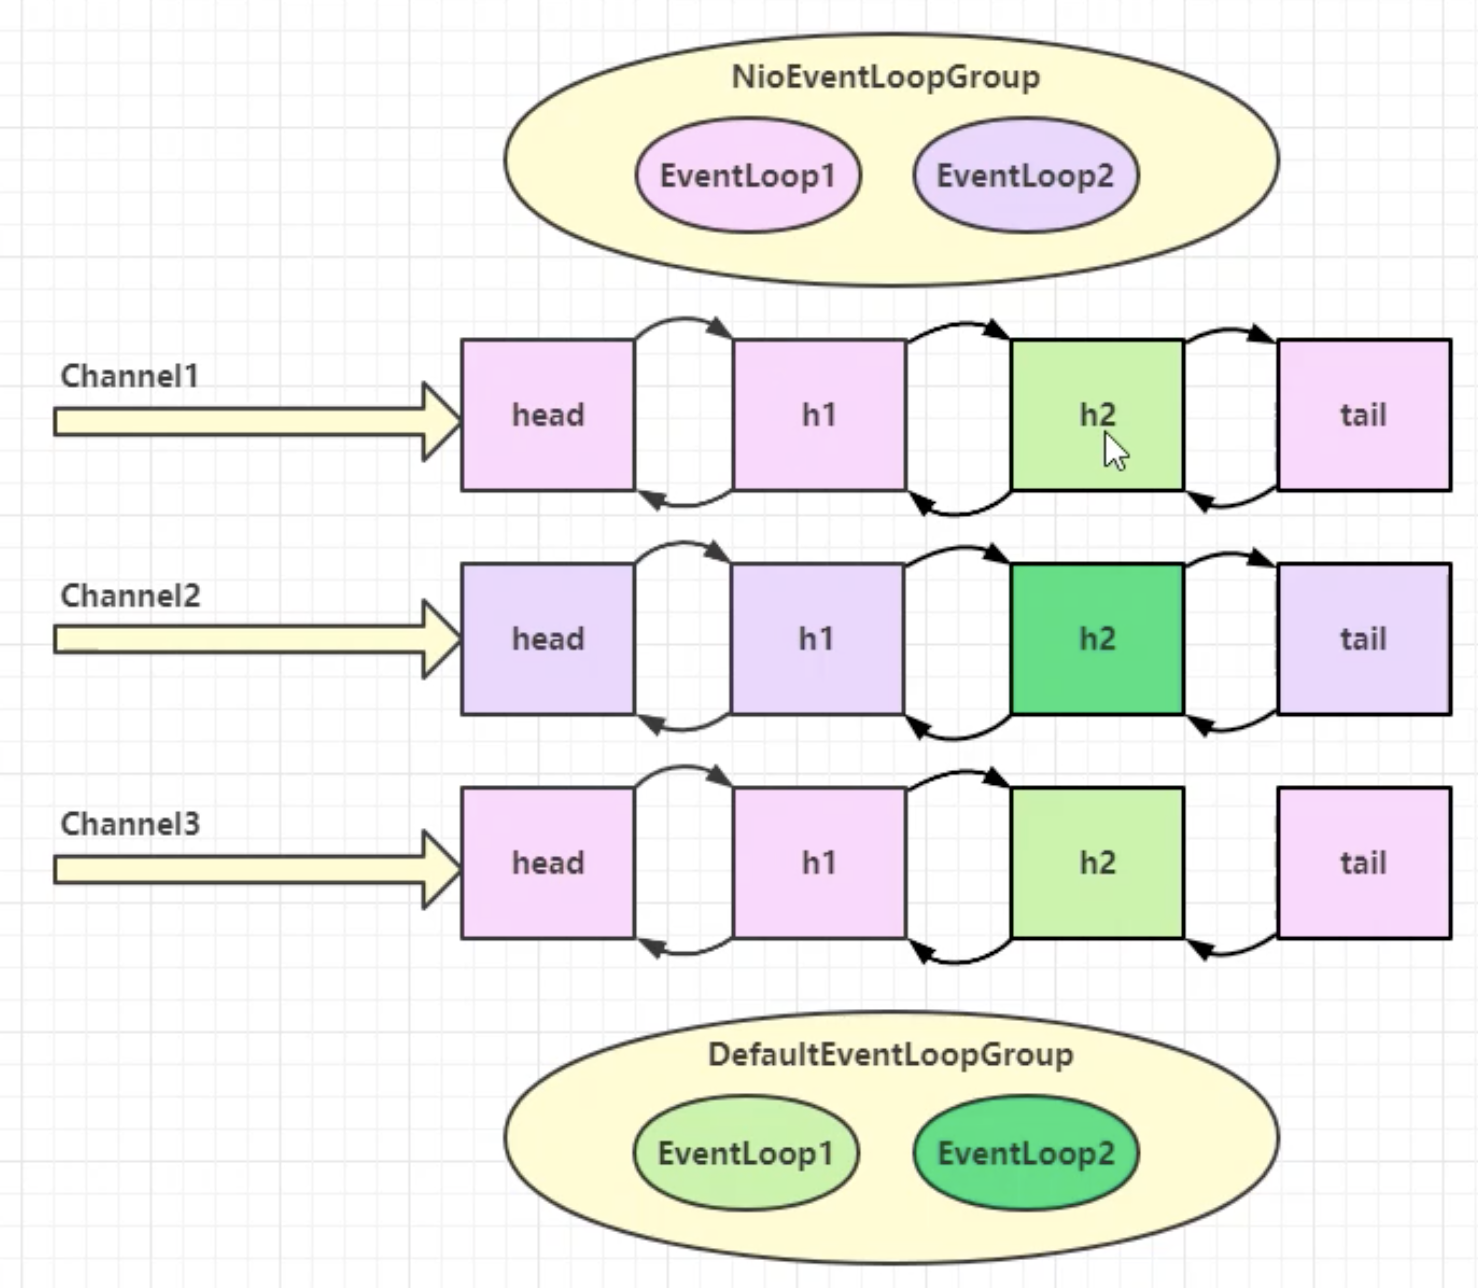 NioEventLoopGroup
EventLoop1 EventLoop2
Channel1
head h1 h2 tail
Channel2
head h1 h2 tail
Channel3
head h1 h2 tail
DefaultEventLoopGroup
EventLoop1 EventLoop2